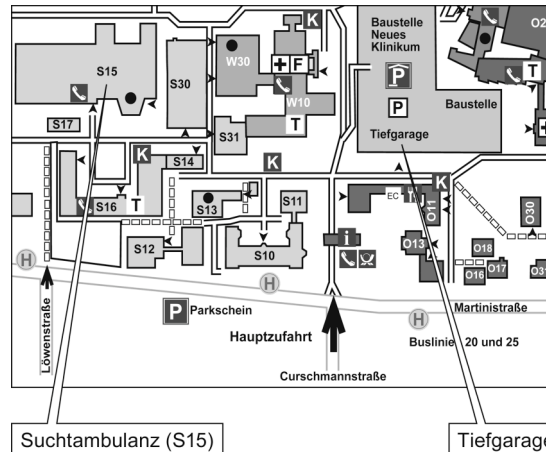 Baustelle
Neues
Klinikum
P
P
Baustelle
Tiefgarage
K
O2
T
W30
F
W10
T
S15
S30
S17
S31
K
S14
K
K
S16
T
S13
S11
EC
O11
O30
S12
S10
i
O13
O18
O16
O17
O31
H
H
H
Löwenstraße
P
Parkschein
Hauptzufahrt
Martinistraße
Buslinie 20 und 25
Curschmannstraße
Suchtambulanz (S15)
Tiefgarage